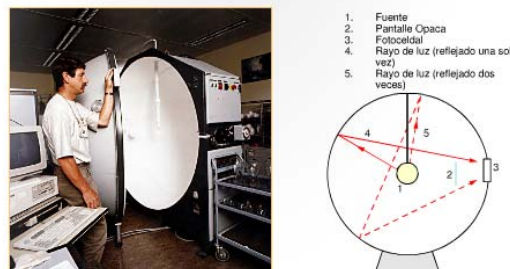 1. Fuente
2. Pantalle Opaca
3. Fotoceldal
4. Rayo de luz (reflejado una sol
vez)
5. Rayo de luz (reflejado dos
veces)
4
5
1
2
3